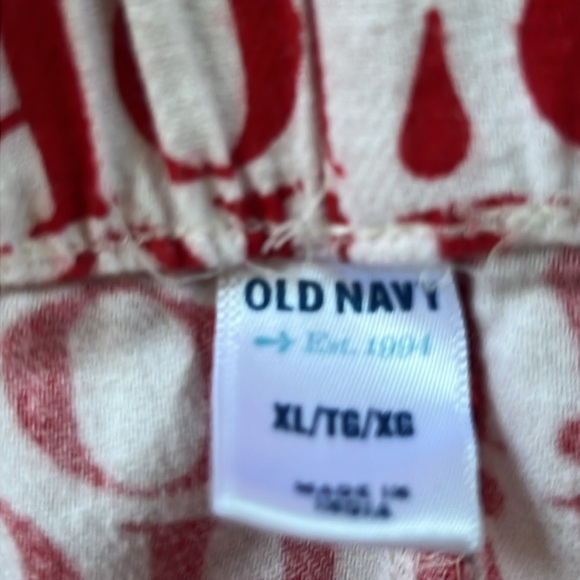 OLD NAVY
Est. 1994
XL/TG/XG
MADE IN
INDIA